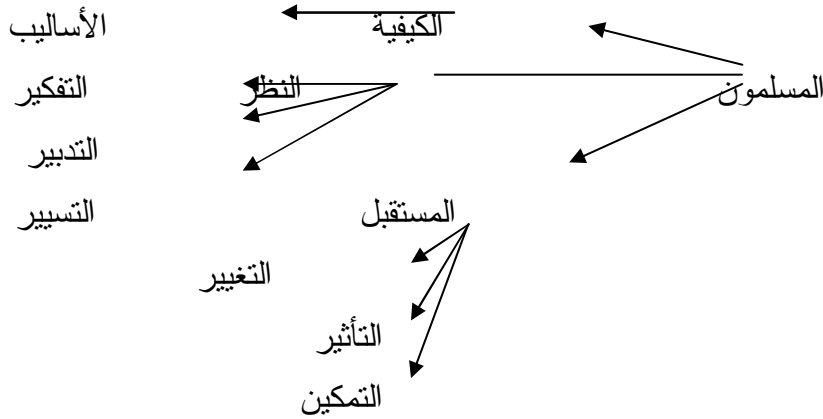 الكيفية الأساليب
المسلمون النظر التفكير
التدبير
المستقبل التسيير
التغيير
التأثير
التمكين